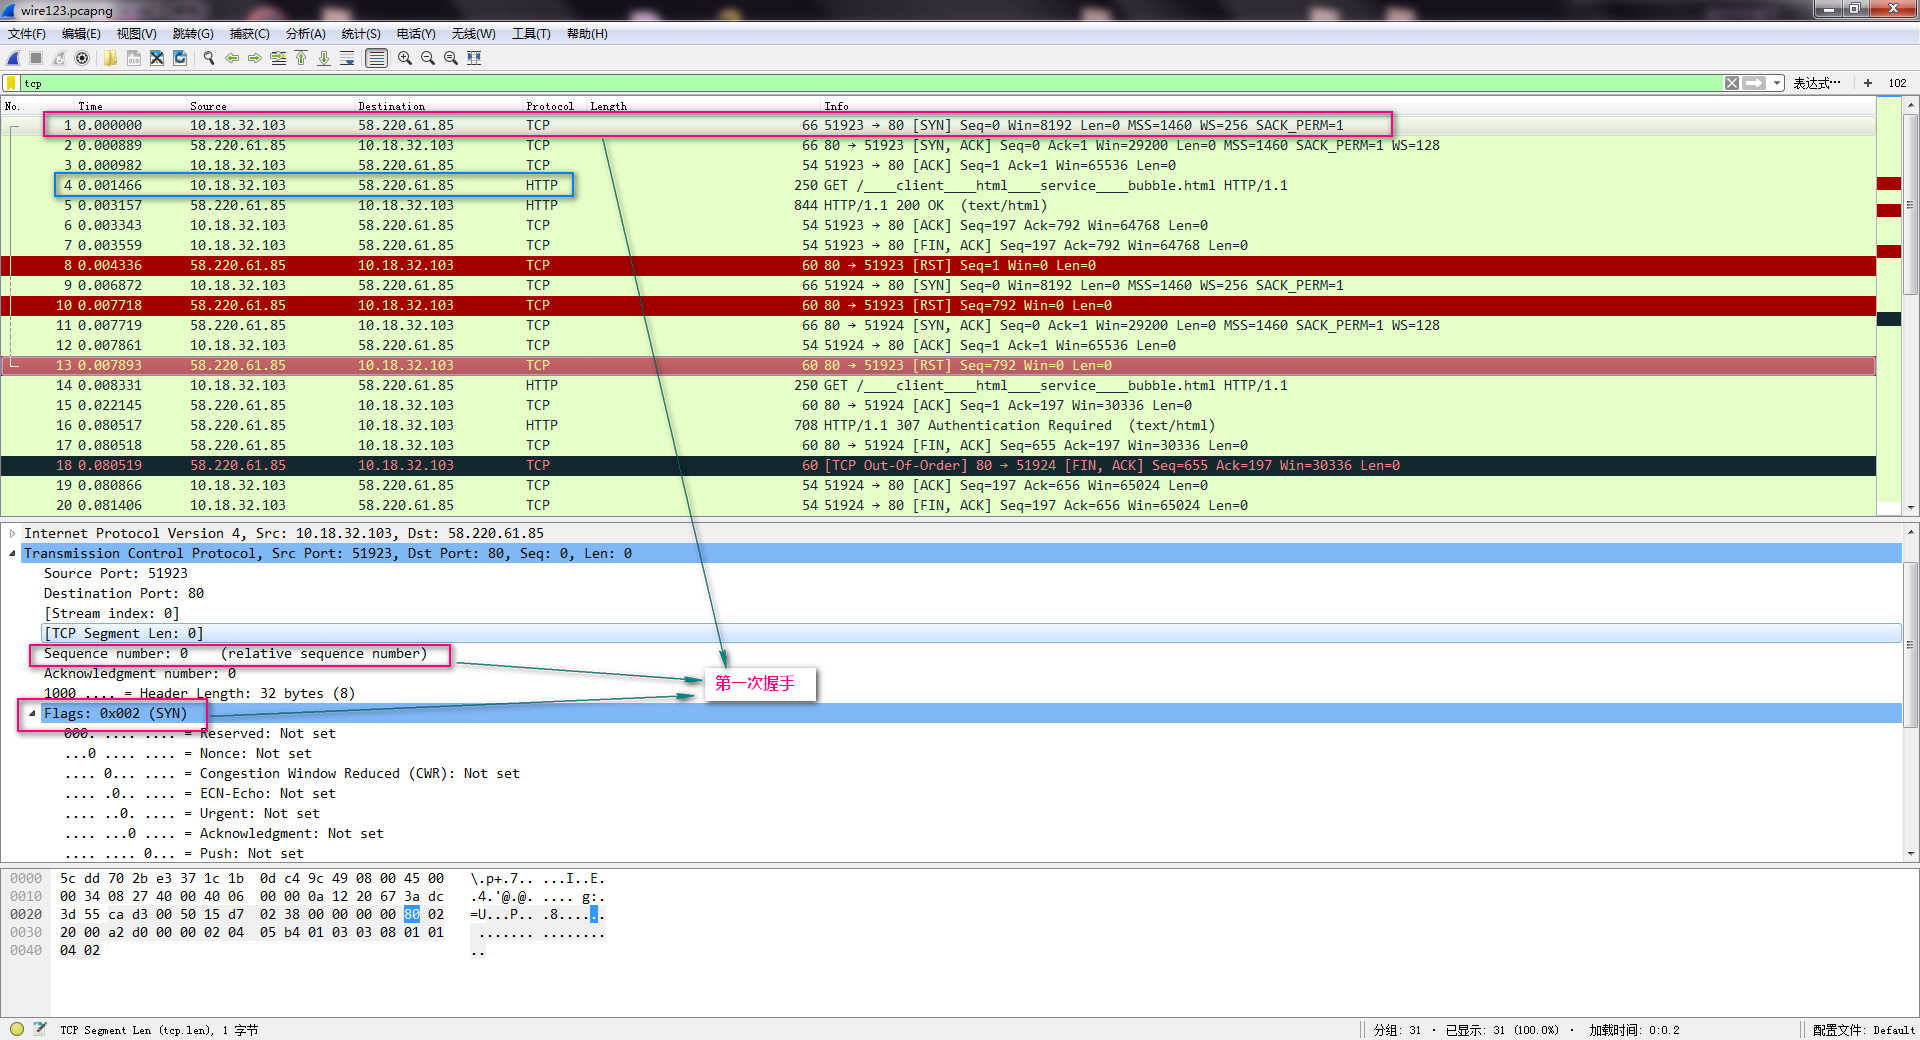 wire123.pcapng
文件(F) 编辑(E) 视图(V) 跳转(G) 捕获(C) 分析(A) 统计(S) 电话(Y) 无线(W) 工具(T) 帮助(H)
tcp 表达式… + 102
No. Time Source Destination Protocol Length Info
1 0.000000 10.18.32.103 58.220.61.85 TCP 66 51923 → 80 [SYN] Seq=0 Win=8192 Len=0 MSS=1460 WS=256 SACK_PERM=1
2 0.000889 58.220.61.85 10.18.32.103 TCP 66 80 → 51923 [SYN, ACK] Seq=0 Ack=1 Win=29200 Len=0 MSS=1460 SACK_PERM=1 WS=128
3 0.000982 10.18.32.103 58.220.61.85 TCP 54 51923 → 80 [ACK] Seq=1 Ack=1 Win=65536 Len=0
4 0.001466 10.18.32.103 58.220.61.85 HTTP 250 GET /____client____html____service____bubble.html HTTP/1.1
5 0.003157 58.220.61.85 10.18.32.103 HTTP 844 HTTP/1.1 200 OK (text/html)
6 0.003343 10.18.32.103 58.220.61.85 TCP 54 51923 → 80 [ACK] Seq=197 Ack=792 Win=64768 Len=0
7 0.003559 10.18.32.103 58.220.61.85 TCP 54 51923 → 80 [FIN, ACK] Seq=197 Ack=792 Win=64768 Len=0
8 0.004336 58.220.61.85 10.18.32.103 TCP 60 80 → 51923 [RST] Seq=1 Win=0 Len=0
9 0.006872 10.18.32.103 58.220.61.85 TCP 66 51924 → 80 [SYN] Seq=0 Win=8192 Len=0 MSS=1460 WS=256 SACK_PERM=1
10 0.007718 58.220.61.85 10.18.32.103 TCP 60 80 → 51923 [RST] Seq=792 Win=0 Len=0
11 0.007719 58.220.61.85 10.18.32.103 TCP 66 80 → 51924 [SYN, ACK] Seq=0 Ack=1 Win=29200 Len=0 MSS=1460 SACK_PERM=1 WS=128
12 0.007861 10.18.32.103 58.220.61.85 TCP 54 51924 → 80 [ACK] Seq=1 Ack=1 Win=65536 Len=0
13 0.007893 58.220.61.85 10.18.32.103 TCP 60 80 → 51923 [RST] Seq=792 Win=0 Len=0
14 0.008331 10.18.32.103 58.220.61.85 HTTP 250 GET /____client____html____service____bubble.html HTTP/1.1
15 0.022145 58.220.61.85 10.18.32.103 TCP 60 80 → 51924 [ACK] Seq=1 Ack=197 Win=30336 Len=0
16 0.080517 58.220.61.85 10.18.32.103 HTTP 708 HTTP/1.1 307 Authentication Required (text/html)
17 0.080518 58.220.61.85 10.18.32.103 TCP 60 80 → 51924 [FIN, ACK] Seq=655 Ack=197 Win=30336 Len=0
18 0.080519 58.220.61.85 10.18.32.103 TCP 60 [TCP Out-Of-Order] 80 → 51924 [FIN, ACK] Seq=655 Ack=197 Win=30336 Len=0
19 0.080866 10.18.32.103 58.220.61.85 TCP 54 51924 → 80 [ACK] Seq=197 Ack=656 Win=65024 Len=0
20 0.081406 10.18.32.103 58.220.61.85 TCP 54 51924 → 80 [FIN, ACK] Seq=197 Ack=656 Win=65024 Len=0
Internet Protocol Version 4, Src: 10.18.32.103, Dst: 58.220.61.85
Transmission Control Protocol, Src Port: 51923, Dst Port: 80, Seq: 0, Len: 0
Source Port: 51923
Destination Port: 80
[Stream index: 0]
[TCP Segment Len: 0]
Sequence number: 0 (relative sequence number)
Acknowledgment number: 0
第一次握手
1000 .... = Header Length: 32 bytes (8)
Flags: 0x002 (SYN)
000. .... .... = Reserved: Not set
...0 .... .... = Nonce: Not set
.... 0... .... = Congestion Window Reduced (CWR): Not set
.... .0.. .... = ECN-Echo: Not set
.... ..0. .... = Urgent: Not set
.... ...0 .... = Acknowledgment: Not set
.... .... 0... = Push: Not set
0000 5c dd 70 2b e3 37 1c 1b 0d c4 9c 49 08 00 45 00 \.p+.7.. ...I..E.
0010 00 34 08 27 40 00 40 06 00 00 0a 12 20 67 3a dc .4.'@.@. .... g:.
0020 3d 55 ca d3 00 50 15 d7 02 38 00 00 00 00 80 02 =U...P.. .8......
0030 20 00 a2 d0 00 00 02 04 05 b4 01 03 03 08 01 01 ....... ........
0040 04 02 ..
TCP Segment Len (tcp.len), 1 字节 分组: 31 · 已显示: 31 (100.0%) · 加载时间: 0:0.2 配置文件: Default